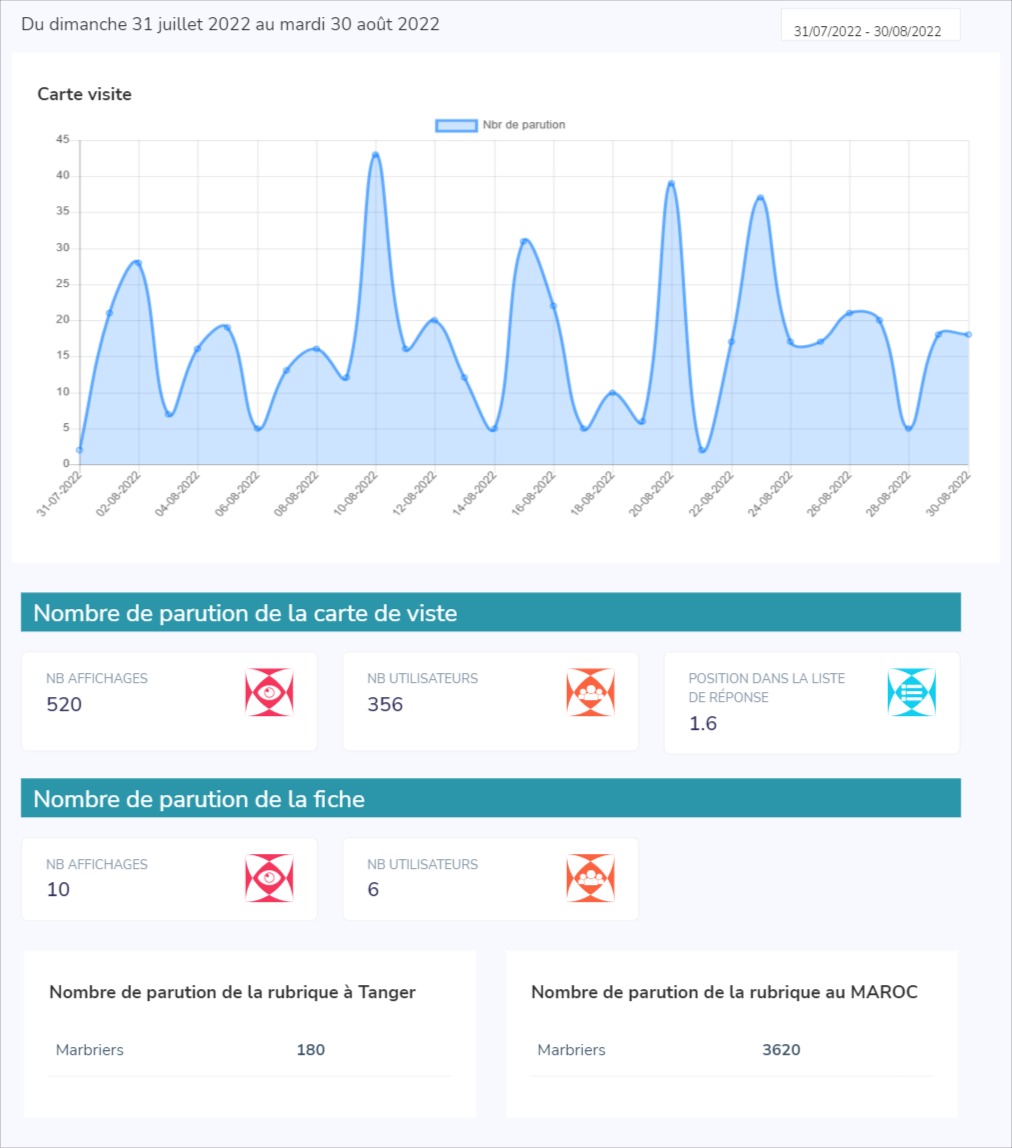 Du dimanche 31 juillet 2022 au mardi 30 août 2022
31/07/2022 - 30/08/2022
Carte visite
Nbr de parution
45
40
35
30
25
20
15
10
5
0
31-07-2022
02-08-2022
04-08-2022
06-08-2022
08-08-2022
10-08-2022
12-08-2022
14-08-2022
16-08-2022
18-08-2022
20-08-2022
22-08-2022
24-08-2022
26-08-2022
28-08-2022
30-08-2022
Nombre de parution de la carte de viste
NB AFFICHAGES
520
NB UTILISATEURS
356
POSITION DANS LA LISTE
DE RÉPONSE
1.6
Nombre de parution de la fiche
NB AFFICHAGES
10
NB UTILISATEURS
6
Nombre de parution de la rubrique à Tanger
Marbriers 180
Nombre de parution de la rubrique au MAROC
Marbriers 3620